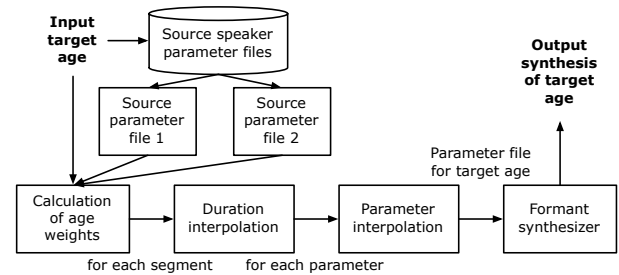 Input
target
age
Source speaker
parameter files
Source
parameter
file 1
Source
parameter
file 2
Output
synthesis
of target
age
Parameter file
for target age
Calculation
of age
weights
Duration
interpolation
Parameter
interpolation
Formant
synthesizer
for each segment
for each parameter